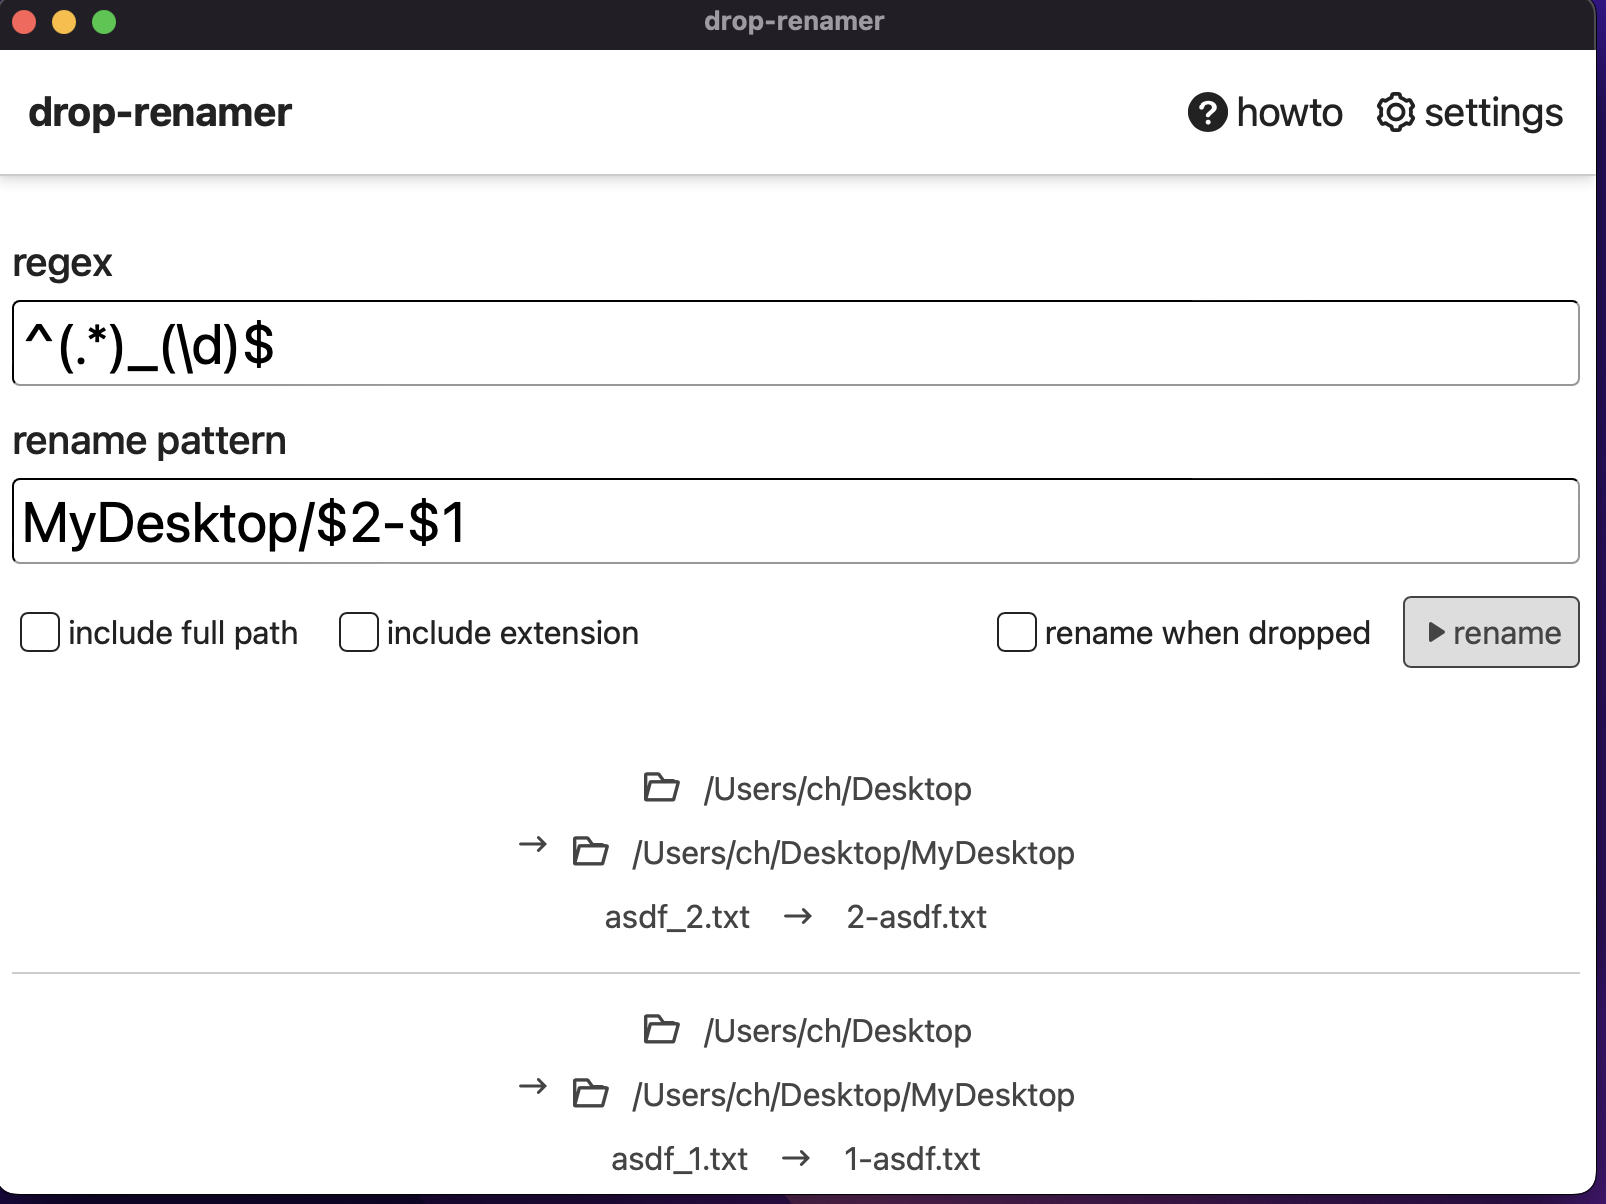 drop-renamer
drop-renamer
howto
settings
regex
^(.*)_(\d)$
rename pattern
MyDesktop/$2-$1
include full path
include extension
rename when dropped
rename
/Users/ch/Desktop
→ /Users/ch/Desktop/MyDesktop
asdf_2.txt → 2-asdf.txt
/Users/ch/Desktop
→ /Users/ch/Desktop/MyDesktop
asdf_1.txt → 1-asdf.txt